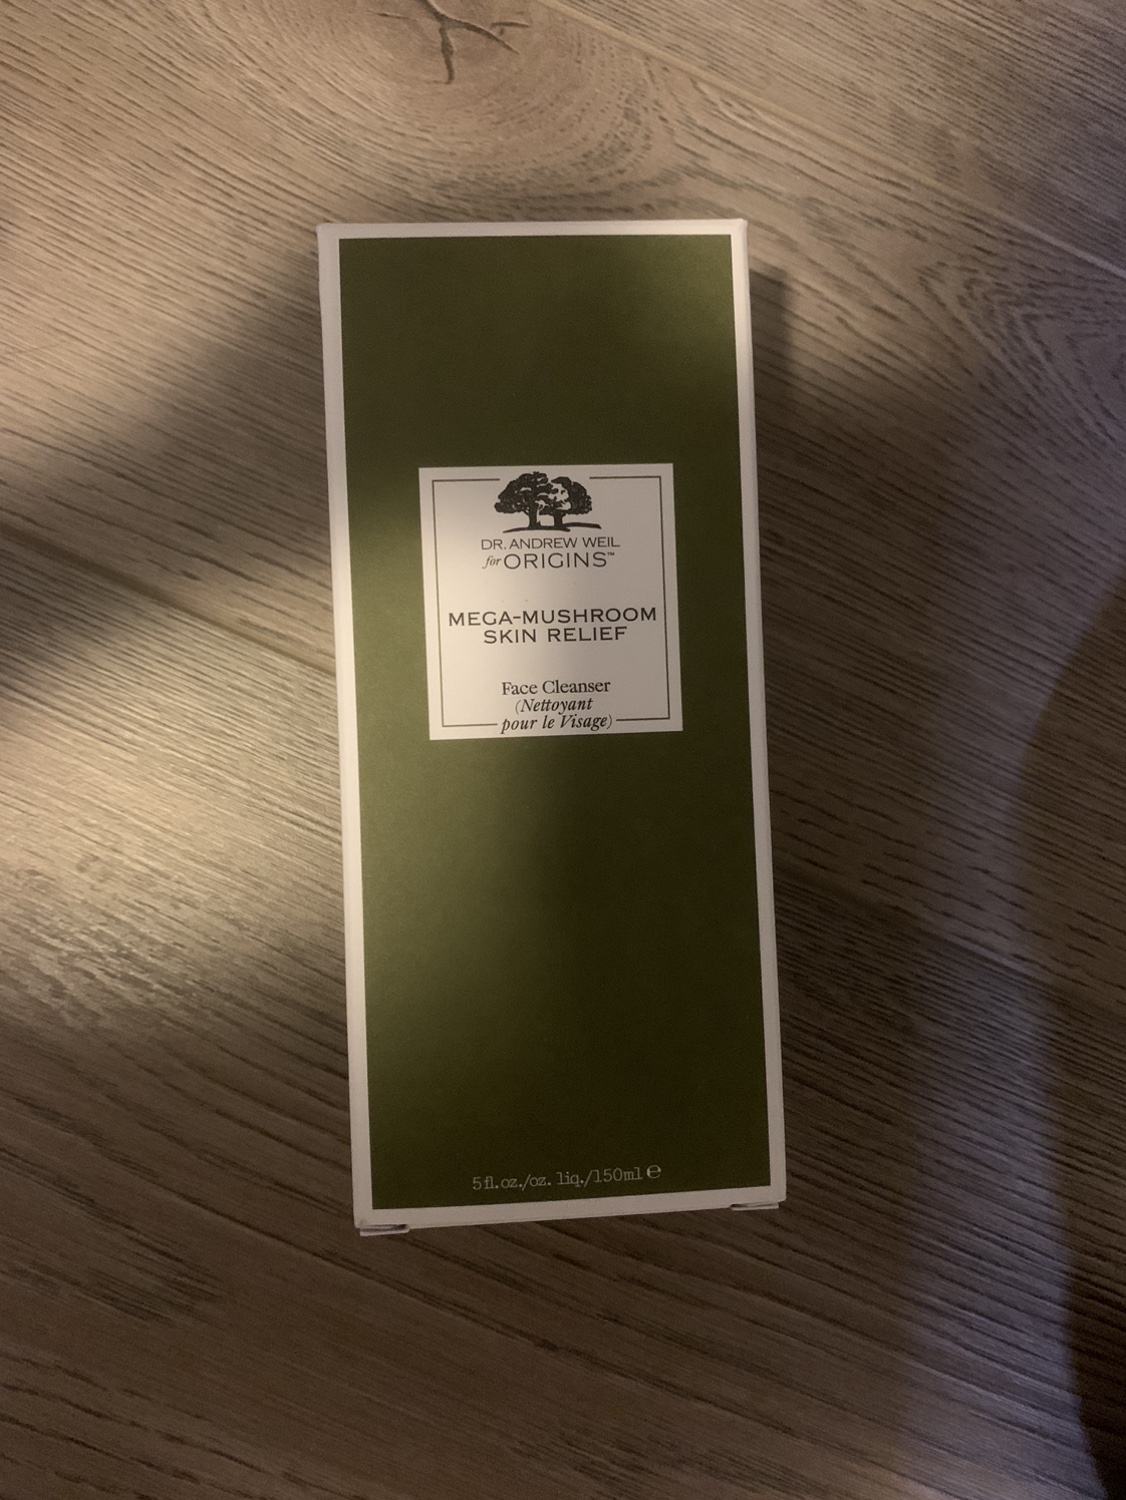 DR. ANDREW WEIL
for ORIGINS™
MEGA-MUSHROOM
SKIN RELIEF
Face Cleanser
(Nettoyant
pour le Visage)
5 fl.oz./oz. liq./150ml ℮